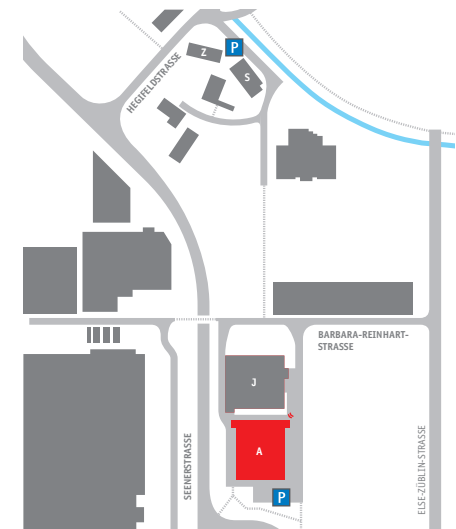 P
Z
S
HEGIFELDSTRASSE
BARBARA-REINHART-
STRASSE
J
A
SEENERSTRASSE
ELSE-ZÜBLIN-STRASSE
P